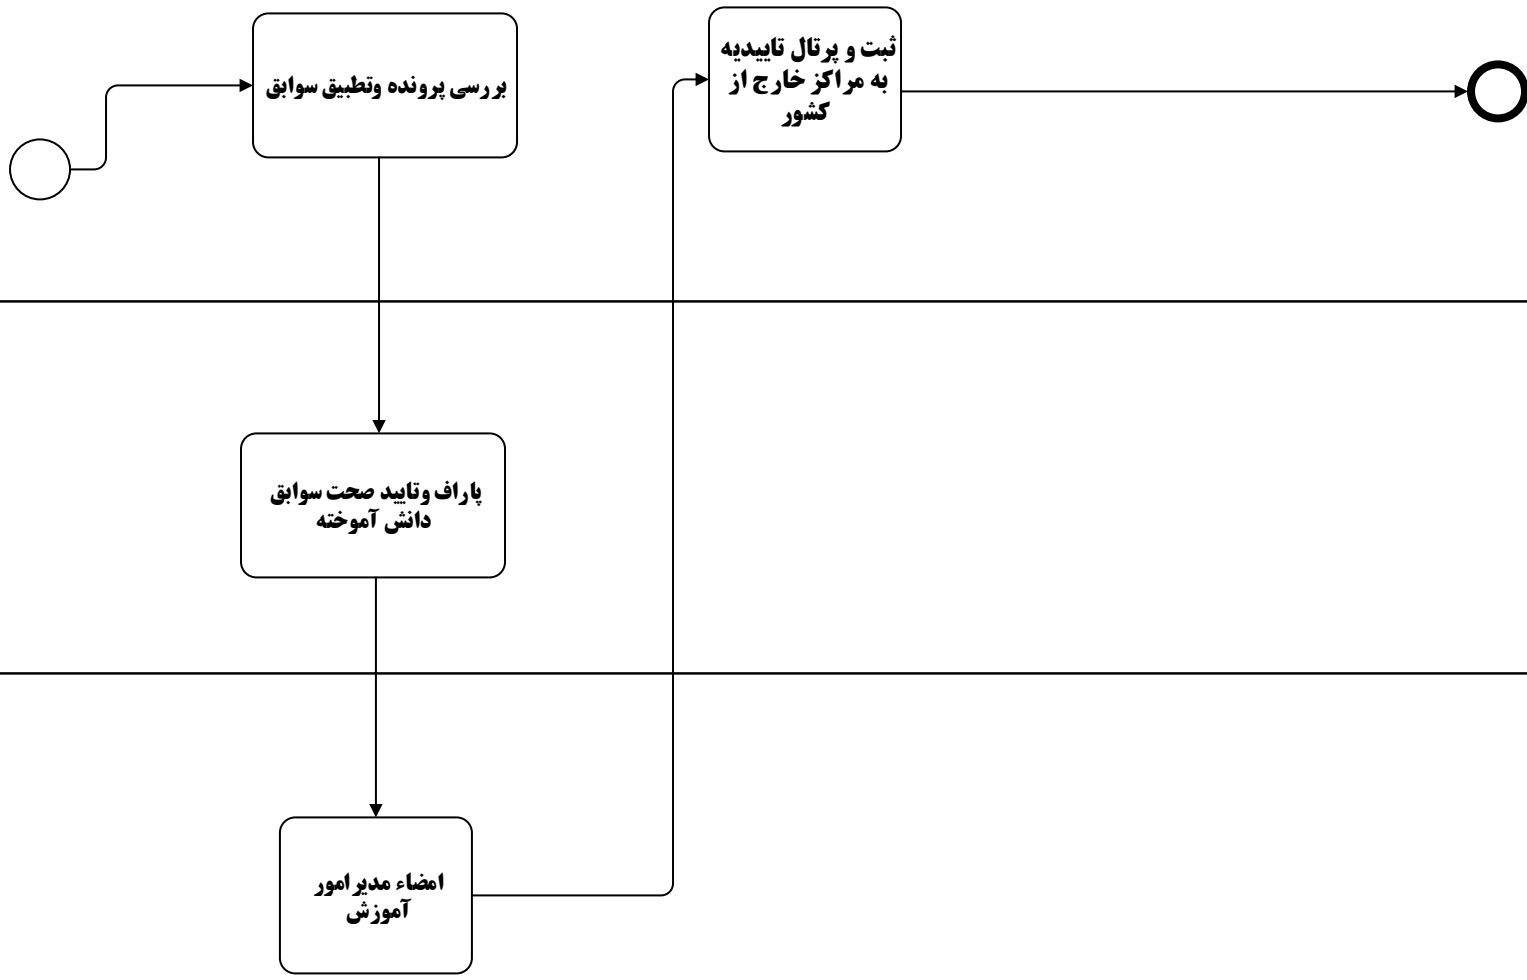 بررسی پرونده وتطبیق سوابق
پاراف وتایید صحت سوابق
دانش آموخته
امضاء مدیر امور
آموزش
ثبت و پرتال تاییدیه
به مراکز خارج از
کشور